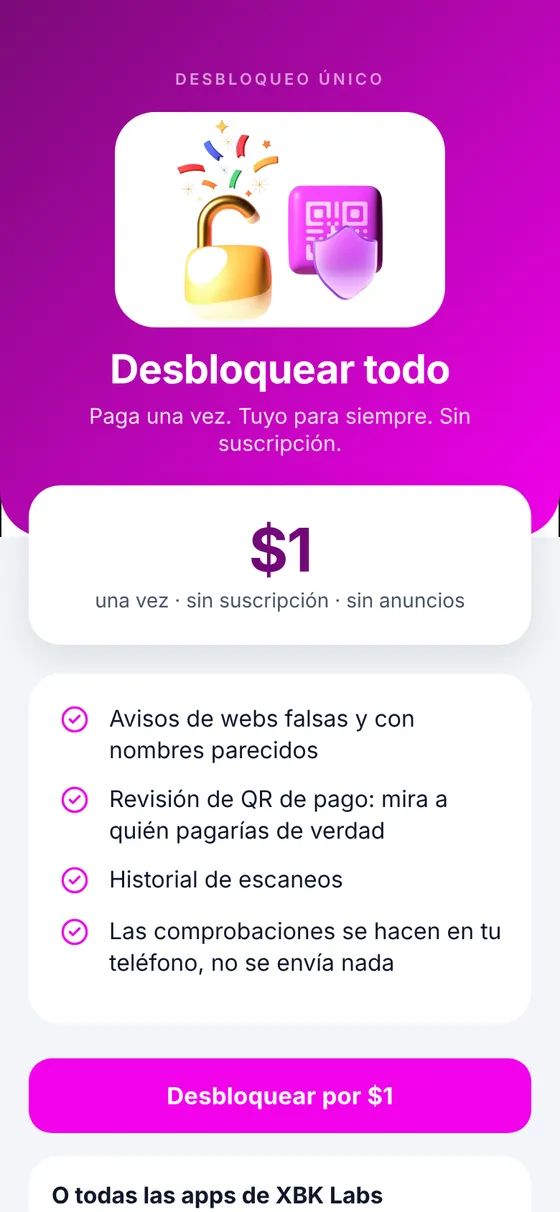 DESBLOQUEO ÚNICO
Desbloquear todo
Paga una vez. Tuyo para siempre. Sin
suscripción.
$1
una vez · sin suscripción · sin anuncios
Avisos de webs falsas y con
nombres parecidos
Revisión de QR de pago: mira a
quién pagarías de verdad
Historial de escaneos
Las comprobaciones se hacen en tu
teléfono, no se envía nada
Desbloquear por $1
O todas las apps de XBK Labs